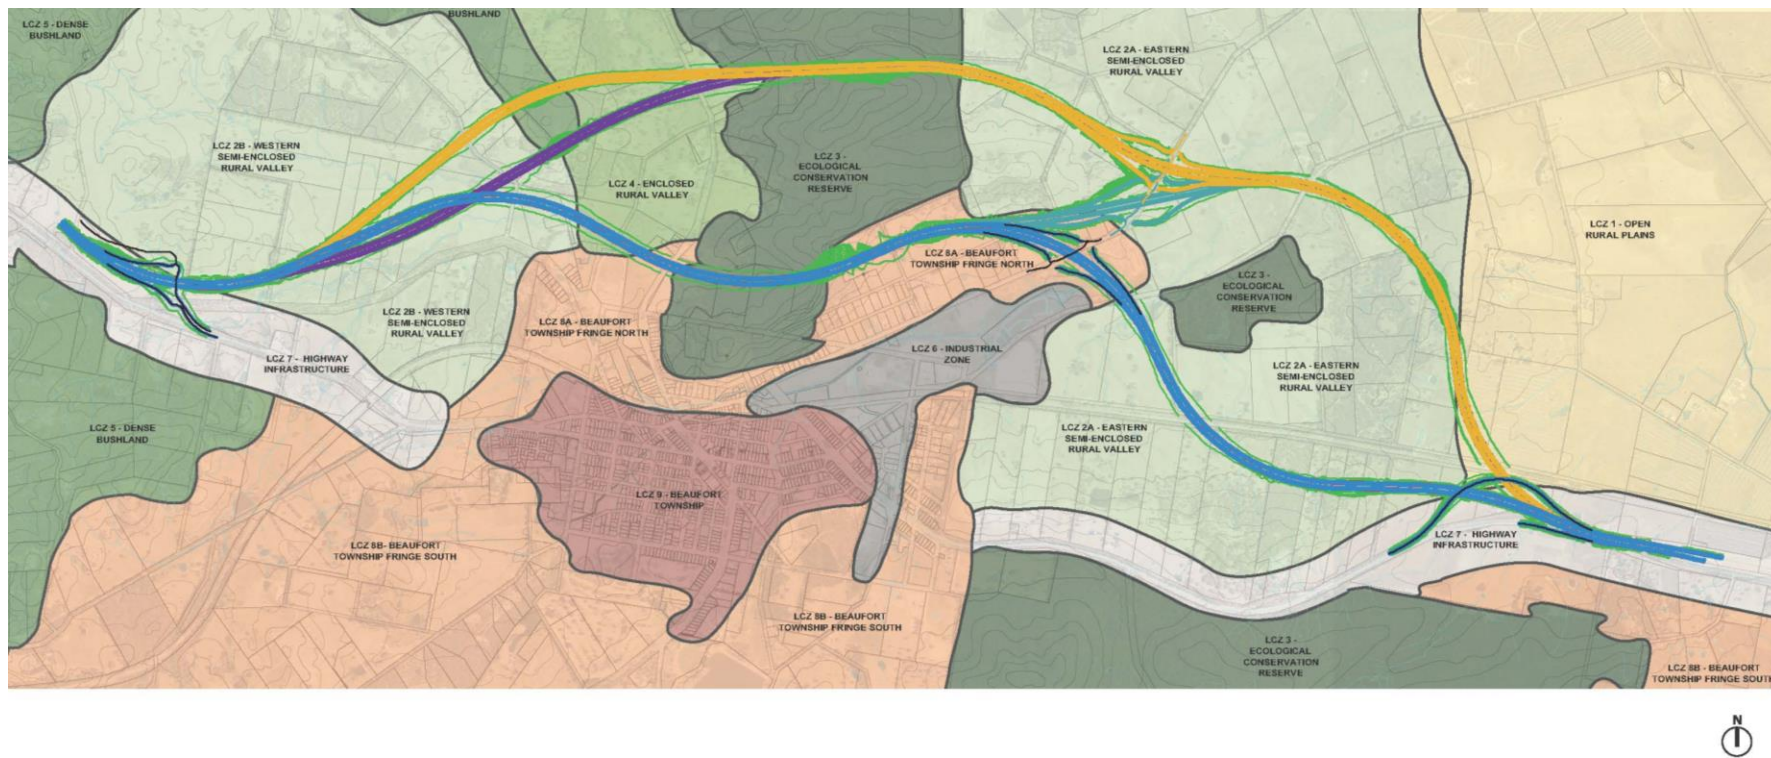 LCZ 5 - DENSE
BUSHLAND
BUSHLAND
LCZ 2A - EASTERN
SEMI-ENCLOSED
RURAL VALLEY
LCZ 2B - WESTERN
SEMI-ENCLOSED
RURAL VALLEY
LCZ 4 - ENCLOSED
RURAL VALLEY
LCZ 3 -
ECOLOGICAL
CONSERVATION
RESERVE
LCZ 1 - OPEN
RURAL PLAINS
LCZ 8A - BEAUFORT
TOWNSHIP FRINGE NORTH
LCZ 3 -
ECOLOGICAL
CONSERVATION
RESERVE
LCZ 2B - WESTERN
SEMI-ENCLOSED
RURAL VALLEY
LCZ 8A - BEAUFORT
TOWNSHIP FRINGE NORTH
LCZ 7 - HIGHWAY
INFRASTRUCTURE
LCZ 6 - INDUSTRIAL
ZONE
LCZ 2A - EASTERN
SEMI-ENCLOSED
RURAL VALLEY
LCZ 5 - DENSE
BUSHLAND
LCZ 2A - EASTERN
SEMI-ENCLOSED
RURAL VALLEY
LCZ 9 - BEAUFORT
TOWNSHIP
LCZ 8B- BEAUFORT
TOWNSHIP FRINGE SOUTH
LCZ 7 - HIGHWAY
INFRASTRUCTURE
LCZ 8B - BEAUFORT
TOWNSHIP FRINGE SOUTH
LCZ 3 -
ECOLOGICAL
CONSERVATION
RESERVE
LCZ 8B - BEAUFORT
TOWNSHIP FRINGE SOUTH
N